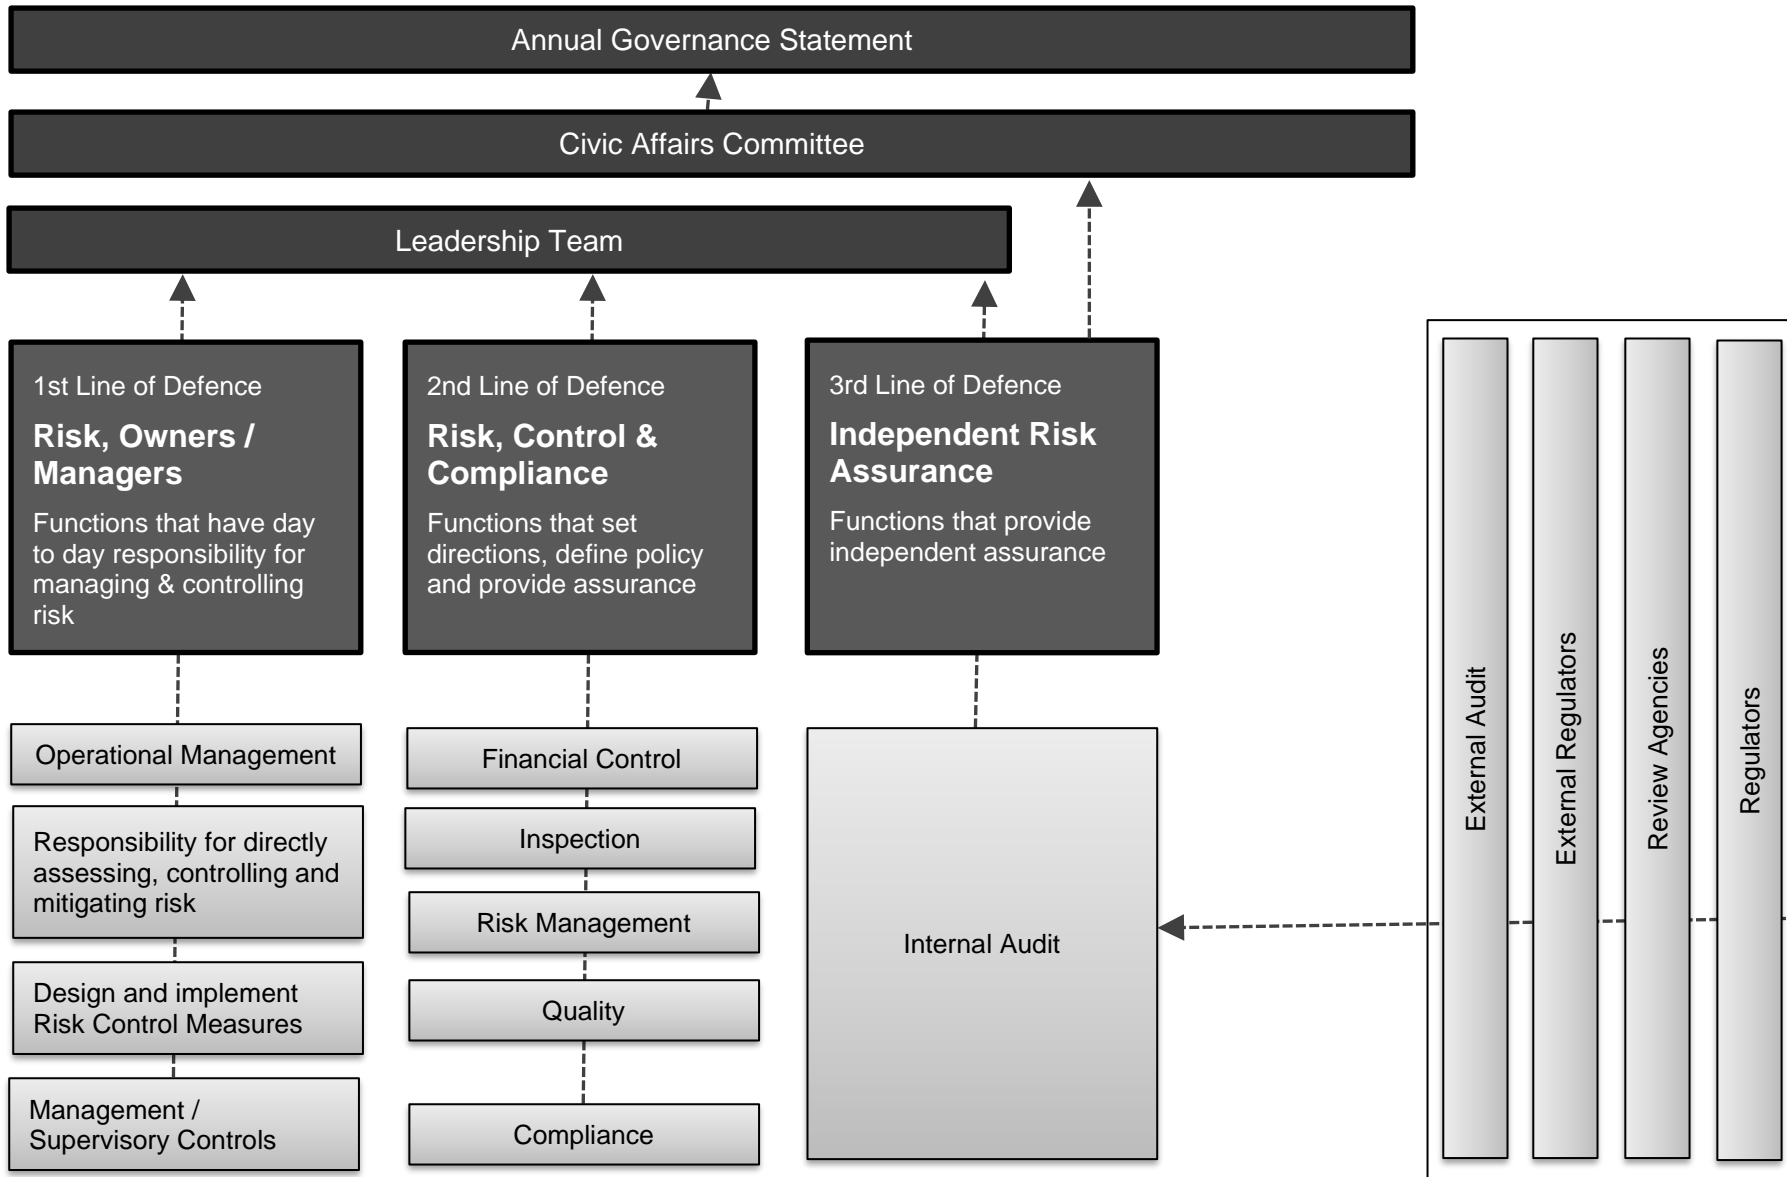 Annual Governance Statement
Civic Affairs Committee
Leadership Team
1st Line of Defence
Risk, Owners /
Managers
Functions that have day
to day responsibility for
managing & controlling
risk
2nd Line of Defence
Risk, Control &
Compliance
Functions that set
directions, define policy
and provide assurance
3rd Line of Defence
Independent Risk
Assurance
Functions that provide
independent assurance
Operational Management
Responsibility for directly
assessing, controlling and
mitigating risk
Design and implement
Risk Control Measures
Management /
Supervisory Controls
Financial Control
Inspection
Risk Management
Quality
Compliance
Internal Audit
External Audit
External Regulators
Review Agencies
Regulators